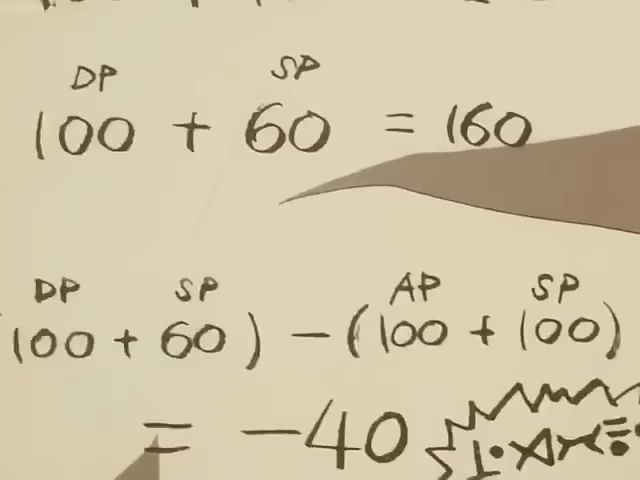 DP SP
100 + 60 = 160
DP SP AP SP
(100 + 60) - (100 + 100)
= -40